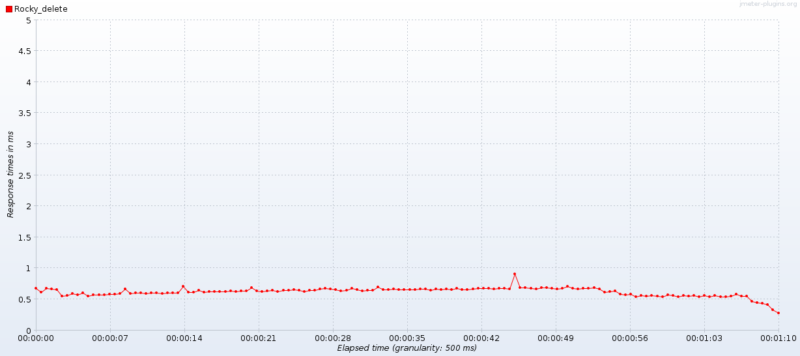 jmeter-plugins.org
Rocky_delete
5
4.5
4
3.5
3
2.5
2
1.5
1
0.5
0
Response times in ms
00:00:00 00:00:07 00:00:14 00:00:21 00:00:28 00:00:35 00:00:42 00:00:49 00:00:56 00:01:03 00:01:10
Elapsed time (granularity: 500 ms)